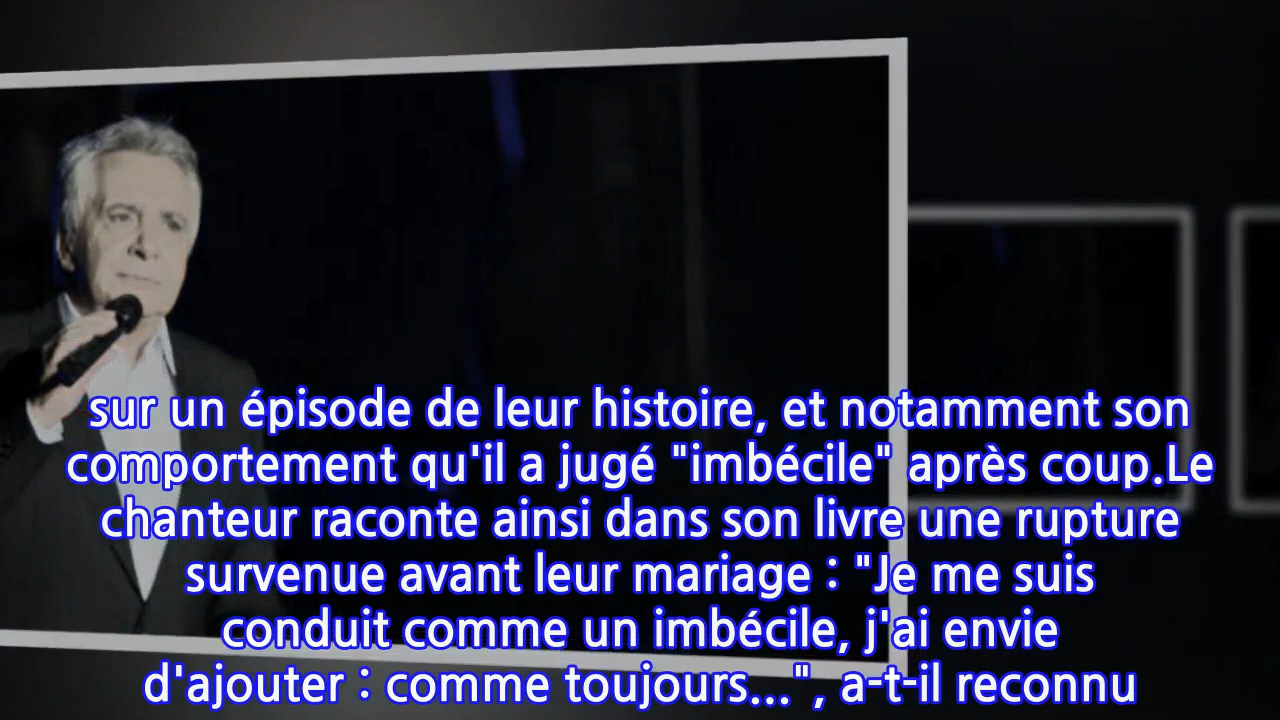 sur un épisode de leur histoire, et notamment son
comportement qu'il a jugé "imbécile" après coup.Le
chanteur raconte ainsi dans son livre une rupture
survenue avant leur mariage : "Je me suis
conduit comme un imbécile, j'ai envie
d'ajouter : comme toujours...", a-t-il reconnu